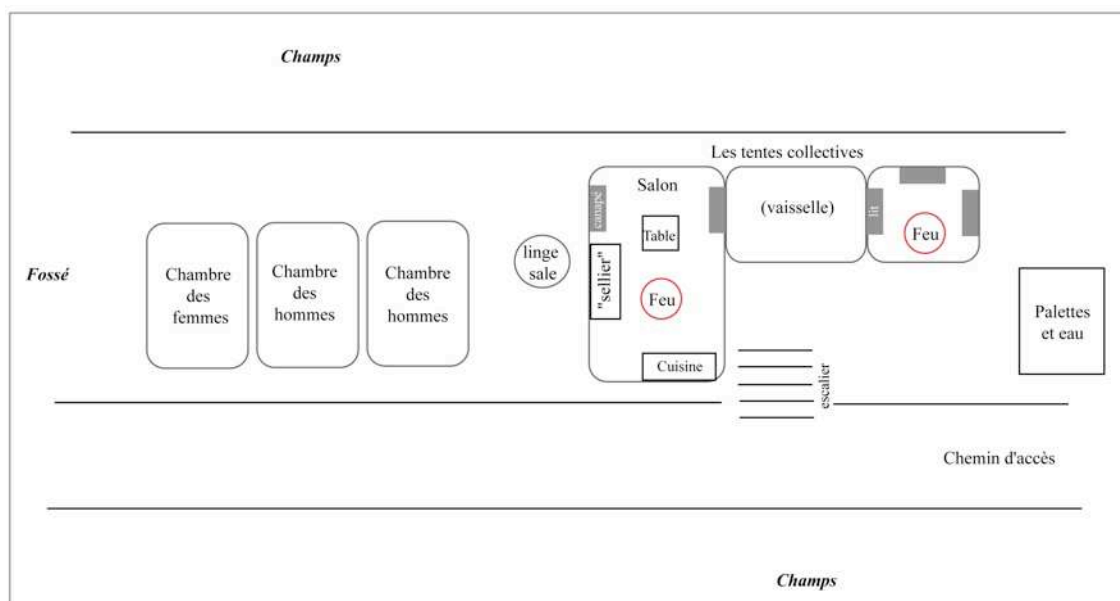 Champs
Les tentes collectives
Salon
canapé
(vaisselle)
lit
Feu
Table
linge
sale
"sellier"
Feu
Fossé
Chambre
des
femmes
Chambre
des
hommes
Chambre
des
hommes
Palettes
et eau
Cuisine
escalier
Chemin d'accès
Champs